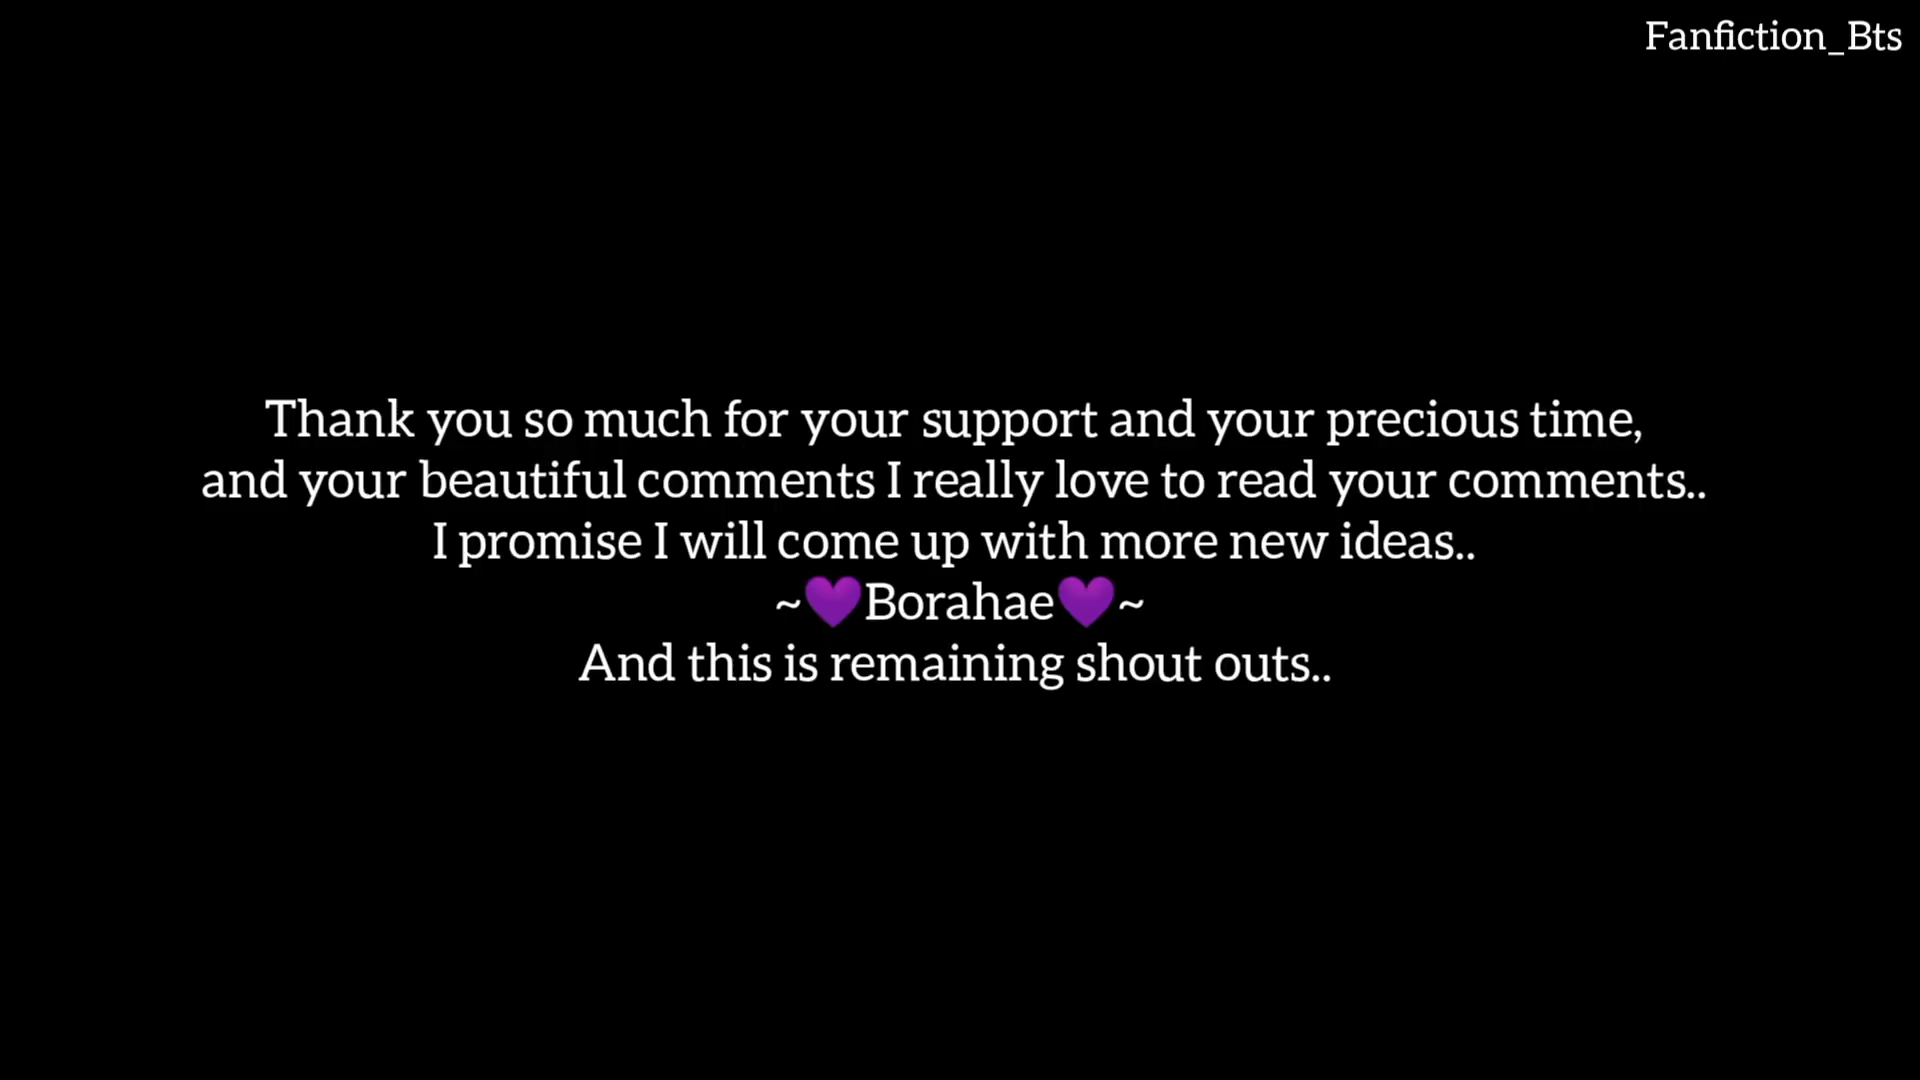 Fanfiction_Bts
Thank you so much for your support and your precious time,
and your beautiful comments I really love to read your comments..
I promise I will come up with more new ideas..
~💜Borahae💜~
And this is remaining shout outs..